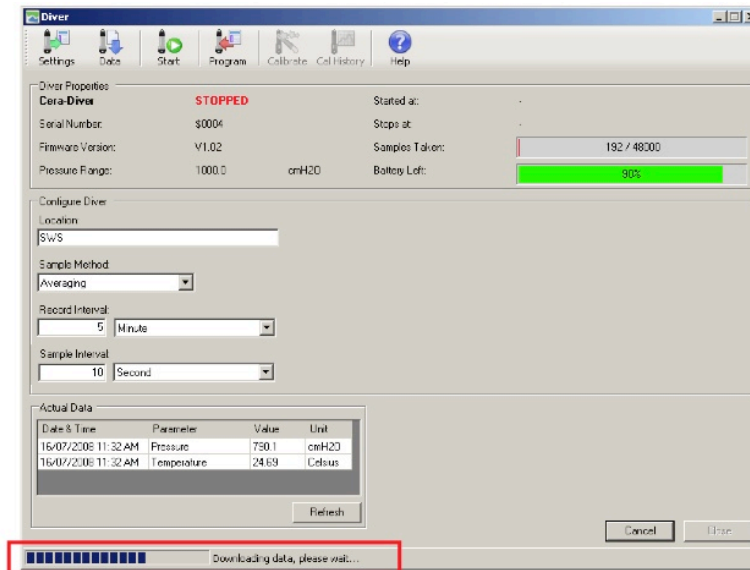 Diver
Settings Data Start Program Calibrate Cal History Help
Diver Properties
Cera-Diver STOPPED Started at: -
Serial Number: $0004 Stops at: -
Firmware Version: V1.02 Samples Taken: 192 / 48000
Pressure Range: 1000.0 cmH2O Battery Left: 90%
Configure Diver
Location:
SWS
Sample Method:
Averaging
Record Interval:
5 Minute
Sample Interval:
10 Second
Actual Data
Date & Time Parameter Value Unit
16/07/2008 11:32 AM Pressure 790.1 cmH2O
16/07/2008 11:32 AM Temperature 24.69 Celsius
Refresh
Cancel Close
Downloading data, please wait...